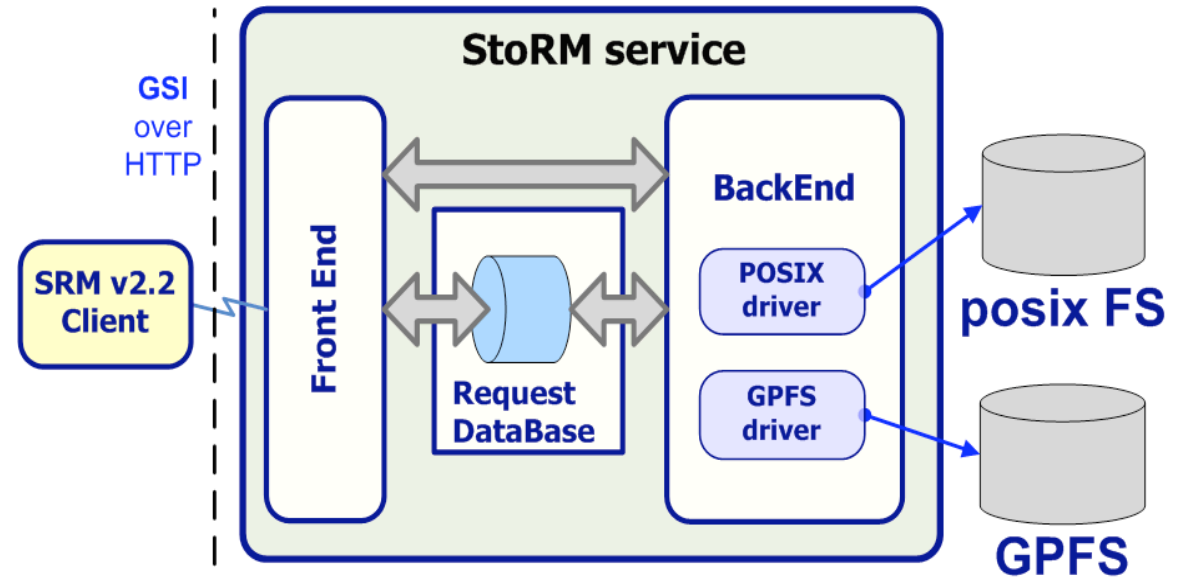 StoRM service
GSI
over
HTTP
SRM v2.2
Client
Front End
Request
DataBase
BackEnd
POSIX
driver
GPFS
driver
posix FS
GPFS